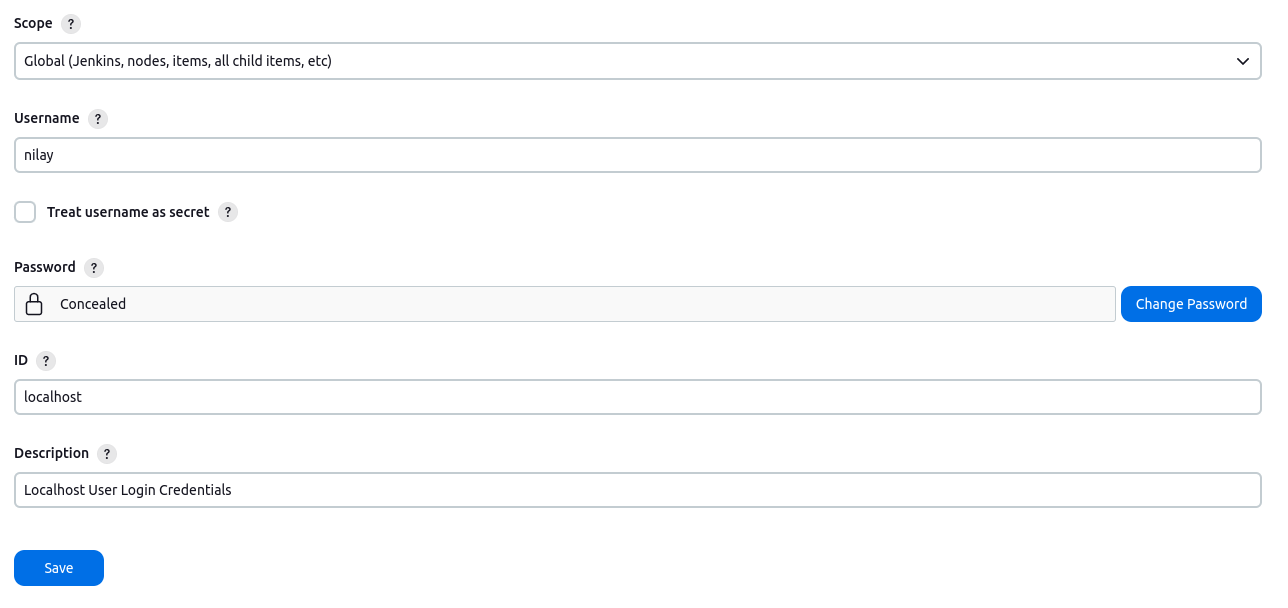 Scope ?
Global (Jenkins, nodes, items, all child items, etc)
Username ?
nilay
Treat username as secret ?
Password ?
Concealed
Change Password
ID ?
localhost
Description ?
Localhost User Login Credentials
Save